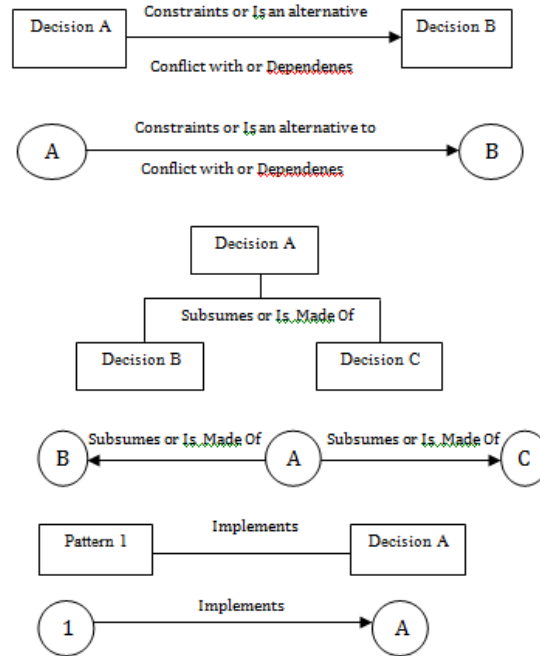 Constraints or Is an alternative
Decision A
Decision B
Conflict with or Dependenes
Constraints or Is an alternative to
A
B
Conflict with or Dependenes
Decision A
Subsumes or Is Made Of
Decision B
Decision C
Subsumes or Is Made Of
Subsumes or Is Made Of
B
A
C
Implements
Pattern 1
Decision A
Implements
1
A